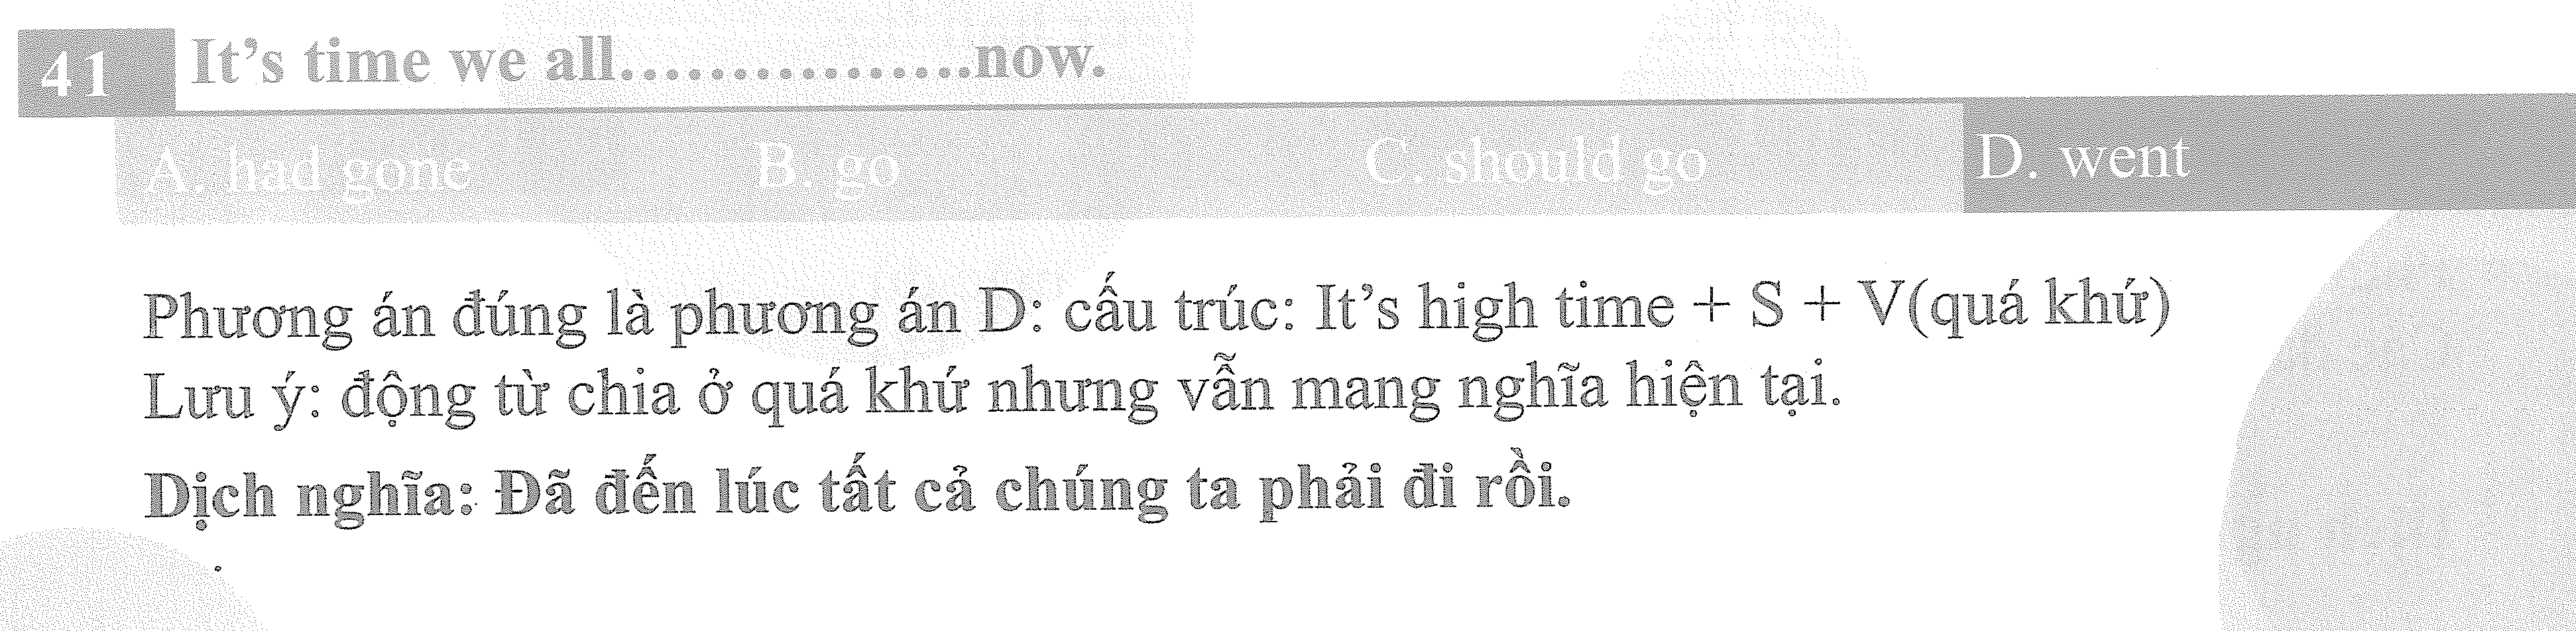 41 It's time we all................now.
A. had gone B. go C. should go D. went
Phương án đúng là phương án D: cấu trúc: It's high time + S + V(quá khứ)
Lưu ý: động từ chia ở quá khứ nhưng vẫn mang nghĩa hiện tại.
Dịch nghĩa: Đã đến lúc tất cả chúng ta phải đi rồi.